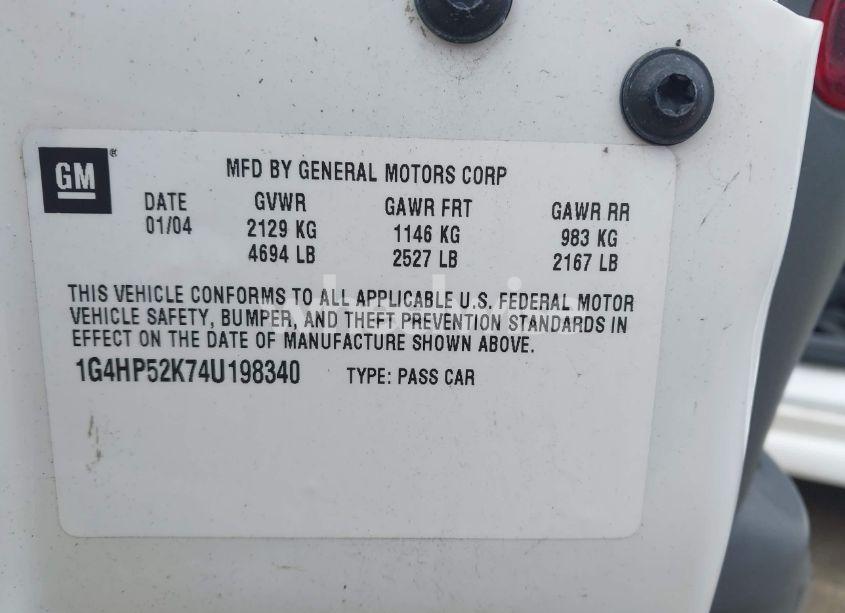 GM®
MFD BY GENERAL MOTORS CORP
DATE GVWR GAWR FRT GAWR RR
01/04 2129 KG 1146 KG 983 KG
4694 LB 2527 LB 2167 LB
THIS VEHICLE CONFORMS TO ALL APPLICABLE U.S. FEDERAL MOTOR
VEHICLE SAFETY, BUMPER, AND THEFT PREVENTION STANDARDS IN
EFFECT ON THE DATE OF MANUFACTURE SHOWN ABOVE.
1G4HP52K74U198340 TYPE: PASS CAR